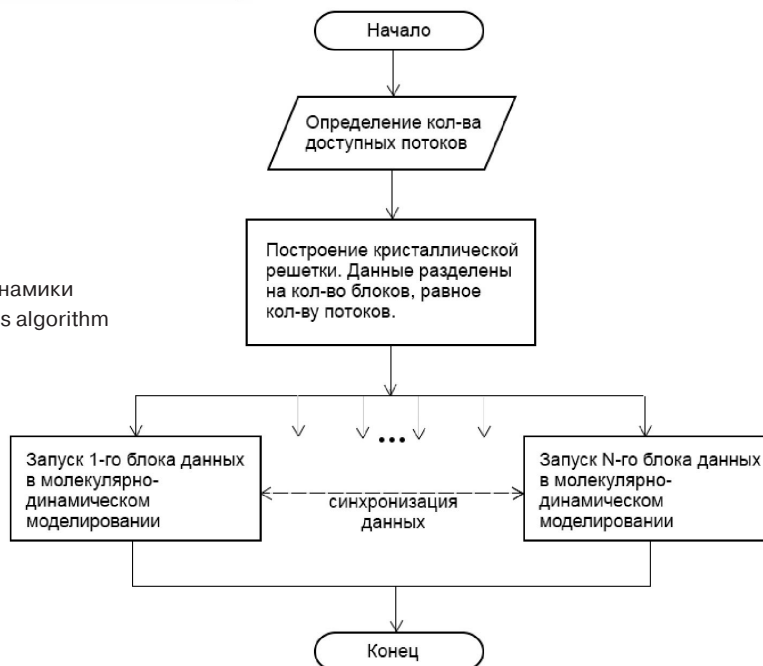 Начало
Определение кол-ва
доступных потоков
Построение кристаллической
решетки. Данные разделены
на кол-во блоков, равное
кол-ву потоков.
намики
s algorithm
...
Запуск 1-го блока данных
в молекулярно-
динамическом
моделировании
синхронизация
данных
Запуск N-го блока данных
в молекулярно-
динамическом
моделировании
Конец